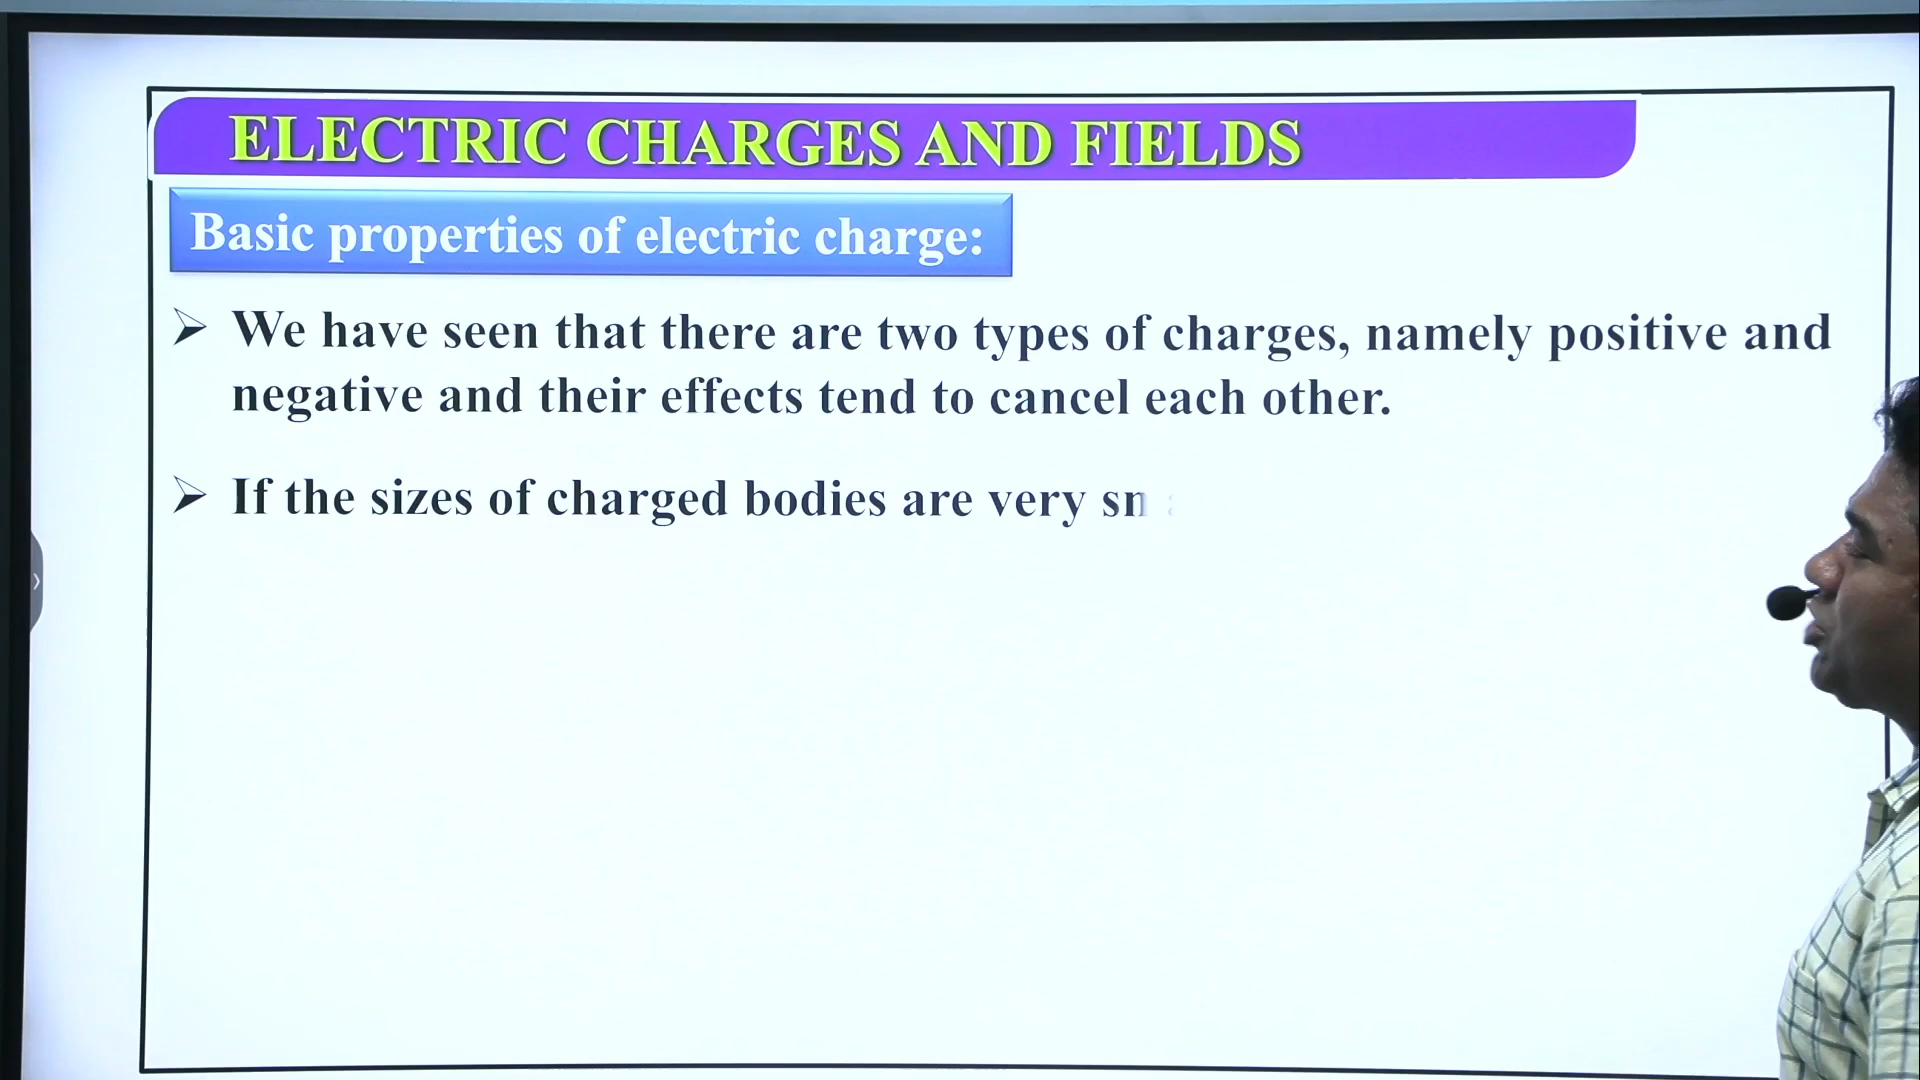 ELECTRIC CHARGES AND FIELDS
Basic properties of electric charge:
We have seen that there are two types of charges, namely positive and
negative and their effects tend to cancel each other.
If the sizes of charged bodies are very